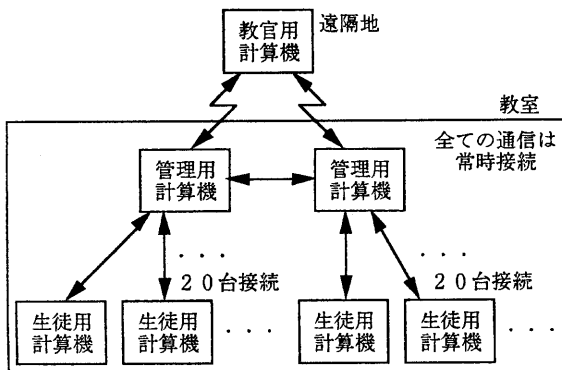 教官用
計算機
遠隔地
教室
全ての通信は
常時接続
管理用
計算機
管理用
計算機
・・・
２０台接続
・・・
２０台接続
生徒用
計算機
生徒用
計算機
・・・
生徒用
計算機
生徒用
計算機
・・・